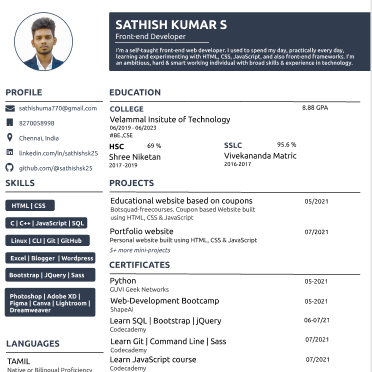 SATHISH KUMAR S
Front-end Developer
I'm a self-taught front-end web developer. I used to spend my day, practically every day,
learning and experimenting with HTML, CSS, JavaScript, and also front-end frameworks. I'm
an ambitious, hard & smart working individual with broad skills & experience in technology.
PROFILE
sathishuma770@gmail.com
8270058998
Chennai, India
linkedin.com/in/sathishsk25
github.com/@sathishsk25
SKILLS
HTML | CSS
C | C++ | JavaScript | SQL
Linux | CLI | Git | GitHub
Excel | Blogger | Wordpress
Bootstrap | JQuery | Sass
Photoshop | Adobe XD |
Figma | Canva | Lightroom |
Dreamweaver
LANGUAGES
TAMIL
Native or Bilingual Proficiency
EDUCATION
COLLEGE 8.88 GPA
Velammal Insitute of Technology
06/2019 - 06/2023
#BE.,CSE
HSC 69 %
Shree Niketan
2017 -2019
SSLC 95.6 %
Vivekananda Matric
2016-2017
PROJECTS
Educational website based on coupons 05/2021
Botsquad-freecourses. Coupon based Website built
using HTML, CSS & JavaScript
Portfolio website 07/2021
Personal website built using HTML, CSS & JavaScript
5+ more mini-projects
CERTIFICATES
Python 05-2021
GUVI Geek Networks
Web-Development Bootcamp 05-2021
ShapeAI
Learn SQL | Bootstrap | jQuery 06-07/21
Codecademy
Learn Git | Command Line | Sass 07/2021
Codecademy
Learn JavaScript course 07/2021
Codecademy